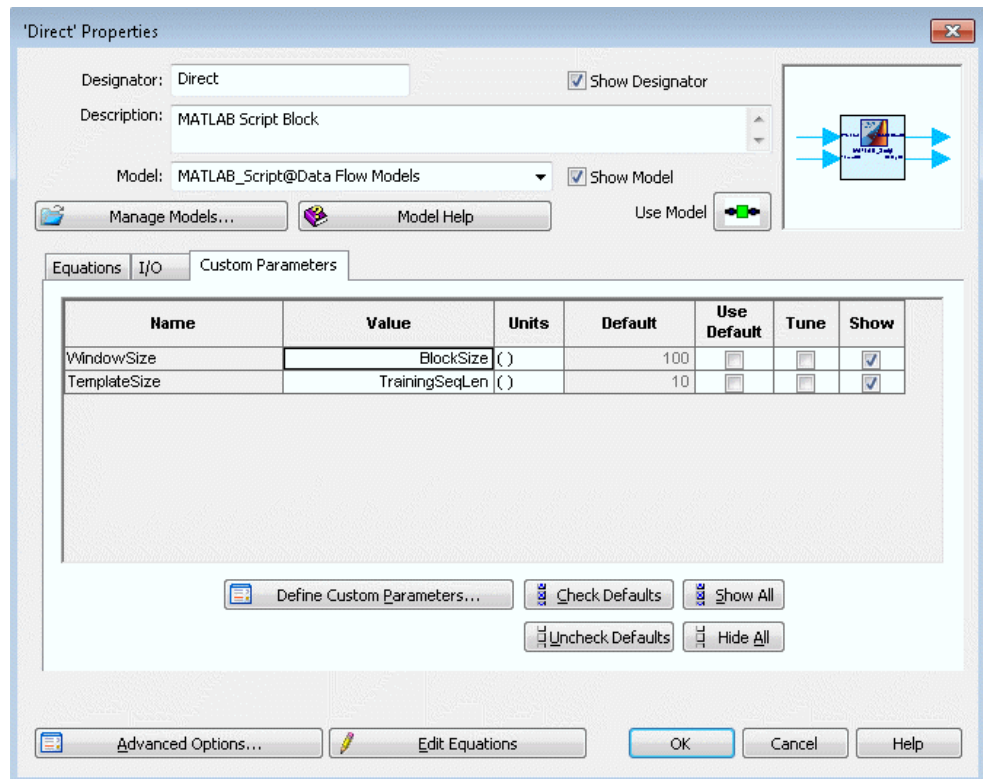 'Direct' Properties
Designator: Direct
Show Designator
Description: MATLAB Script Block
Model: MATLAB_Script@Data Flow Models
Show Model
Manage Models...
Model Help
Use Model
Equations I/O Custom Parameters
Name Value Units Default Use Default Tune Show
WindowSize BlockSize ( ) 100
TemplateSize TrainingSeqLen ( ) 10
Define Custom Parameters...
Check Defaults
Show All
Uncheck Defaults
Hide All
Advanced Options...
Edit Equations
OK
Cancel
Help